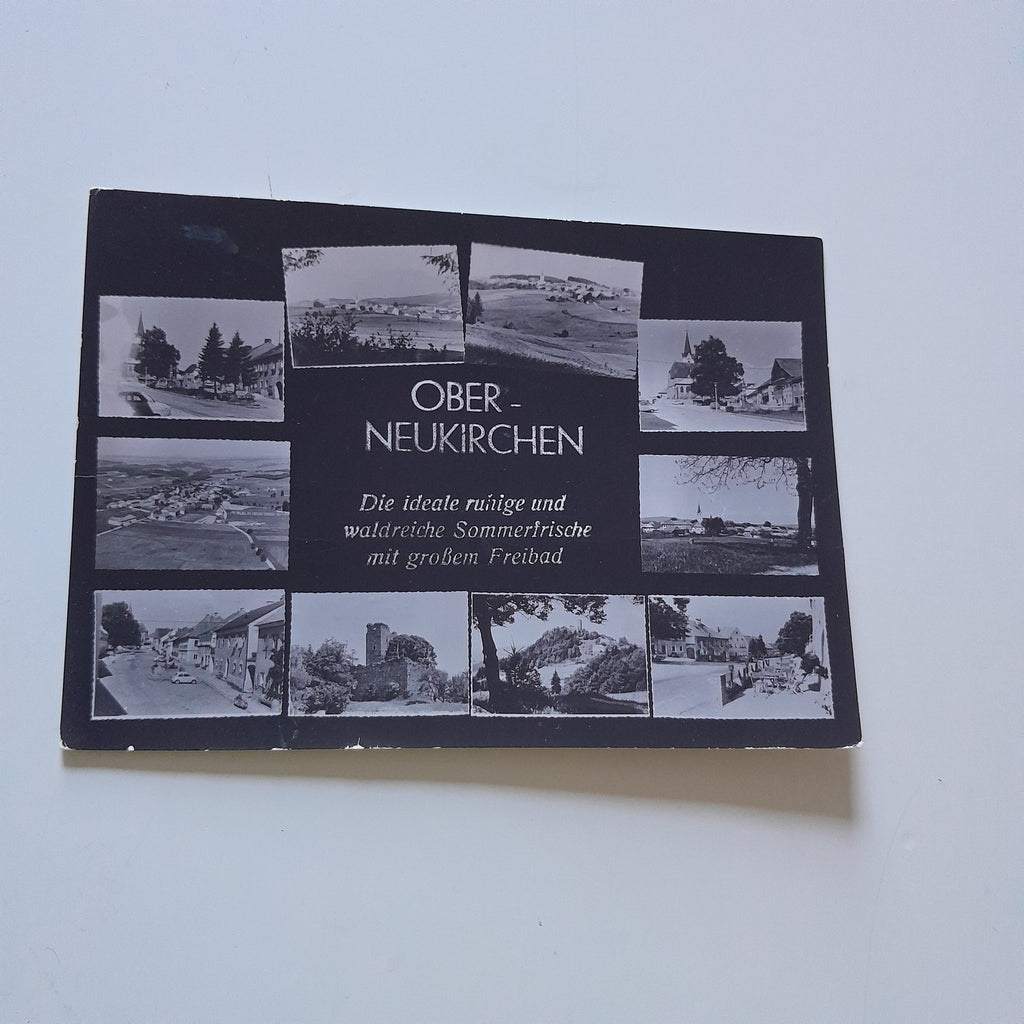 OBER-
NEUKIRCHEN
Die ideale ruhige und
waldreiche Sommerfrische
mit großem Freibad